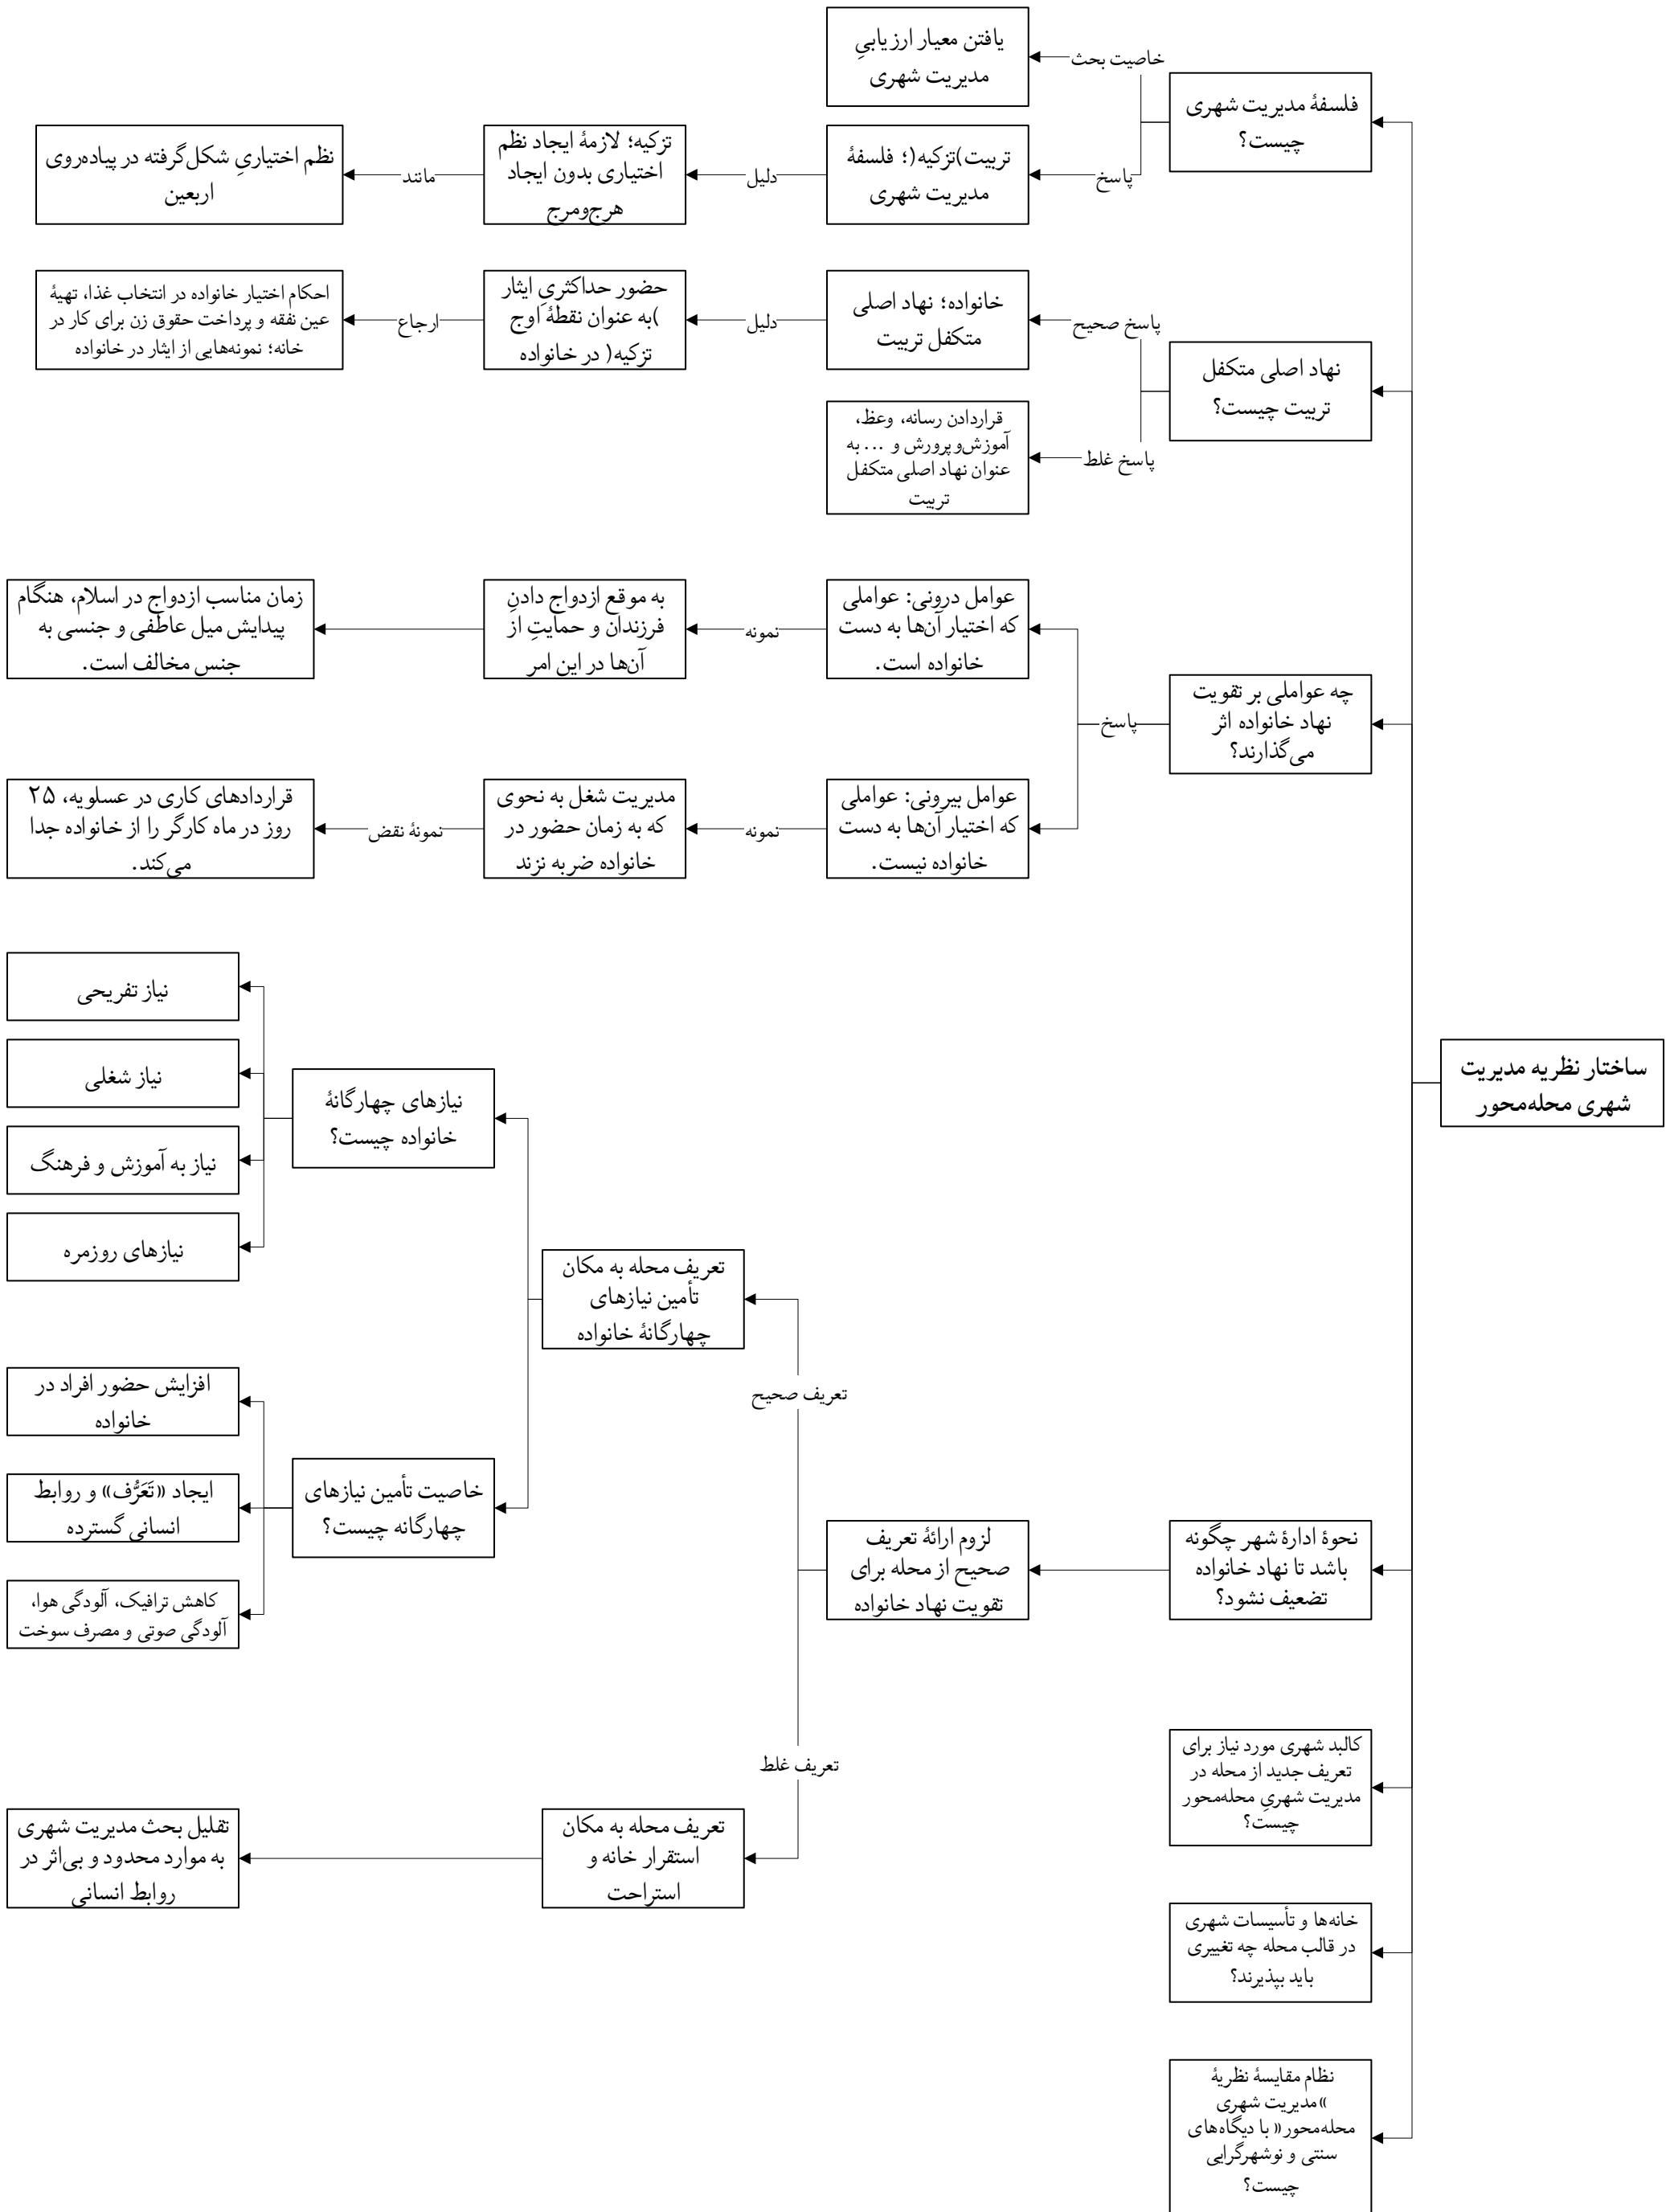 ساختار نظریه مدیریت
شهری محله‌محور
فلسفهٔ مدیریت شهری
چیست؟
خاصیت بحث
یافتن معیار ارزیابیِ
مدیریت شهری
پاسخ
تربیت)تزکیه(؛ فلسفهٔ
مدیریت شهری
دلیل
تزکیه؛ لازمهٔ ایجاد نظم
اختیاری بدون ایجاد
هرج‌ومرج
مانند
نظم اختیاریِ شکل‌گرفته در پیاده‌روی
اربعین
نهاد اصلی متکفل
تربیت چیست؟
پاسخ صحیح
خانواده؛ نهاد اصلی
متکفل تربیت
دلیل
حضور حداکثریِ ایثار
)به عنوان نقطهٔ اوج
تزکیه( در خانواده
ارجاع
احکام اختیار خانواده در انتخاب غذا، تهیهٔ
عین نفقه و پرداخت حقوق زن برای کار در
خانه؛ نمونه‌هایی از ایثار در خانواده
پاسخ غلط
قراردادن رسانه، وعظ،
آموزش‌وپرورش و ... به
عنوان نهاد اصلی متکفل
تربیت
چه عواملی بر تقویت
نهاد خانواده اثر
می‌گذارند؟
پاسخ
عوامل درونی: عواملی
که اختیار آن‌ها به دست
خانواده است.
نمونه
به موقع ازدواج دادنِ
فرزندان و حمایتِ از
آن‌ها در این امر
زمان مناسب ازدواج در اسلام، هنگام
پیدایش میل عاطفی و جنسی به
جنس مخالف است.
عوامل بیرونی: عواملی
که اختیار آن‌ها به دست
خانواده نیست.
نمونه
مدیریت شغل به نحوی
که به زمان حضور در
خانواده ضربه نزند
نمونهٔ نقض
قراردادهای کاری در عسلویه، ۲۵
روز در ماه کارگر را از خانواده جدا
می‌کند.
نحوهٔ ادارهٔ شهر چگونه
باشد تا نهاد خانواده
تضعیف نشود؟
لزوم ارائهٔ تعریف
صحیح از محله برای
تقویت نهاد خانواده
تعریف صحیح
تعریف محله به مکان
تأمین نیازهای
چهارگانهٔ خانواده
نیازهای چهارگانهٔ
خانواده چیست؟
نیاز تفریحی
نیاز شغلی
نیاز به آموزش و فرهنگ
نیازهای روزمره
خاصیت تأمین نیازهای
چهارگانه چیست؟
افزایش حضور افراد در
خانواده
ایجاد «تَعَرُّف» و روابط
انسانی گسترده
کاهش ترافیک، آلودگی هوا،
آلودگی صوتی و مصرف سوخت
تعریف غلط
تعریف محله به مکان
استقرار خانه و
استراحت
تقلیل بحث مدیریت شهری
به موارد محدود و بی‌اثر در
روابط انسانی
کالبد شهری مورد نیاز برای
تعریف جدید از محله در
مدیریت شهریِ محله‌محور
چیست؟
خانه‌ها و تأسیسات شهری
در قالب محله چه تغییری
باید بپذیرند؟
نظام مقایسهٔ نظریهٔ
»مدیریت شهری
محله‌محور« با دیگاه‌های
سنتی و نوشهرگرایی
چیست؟